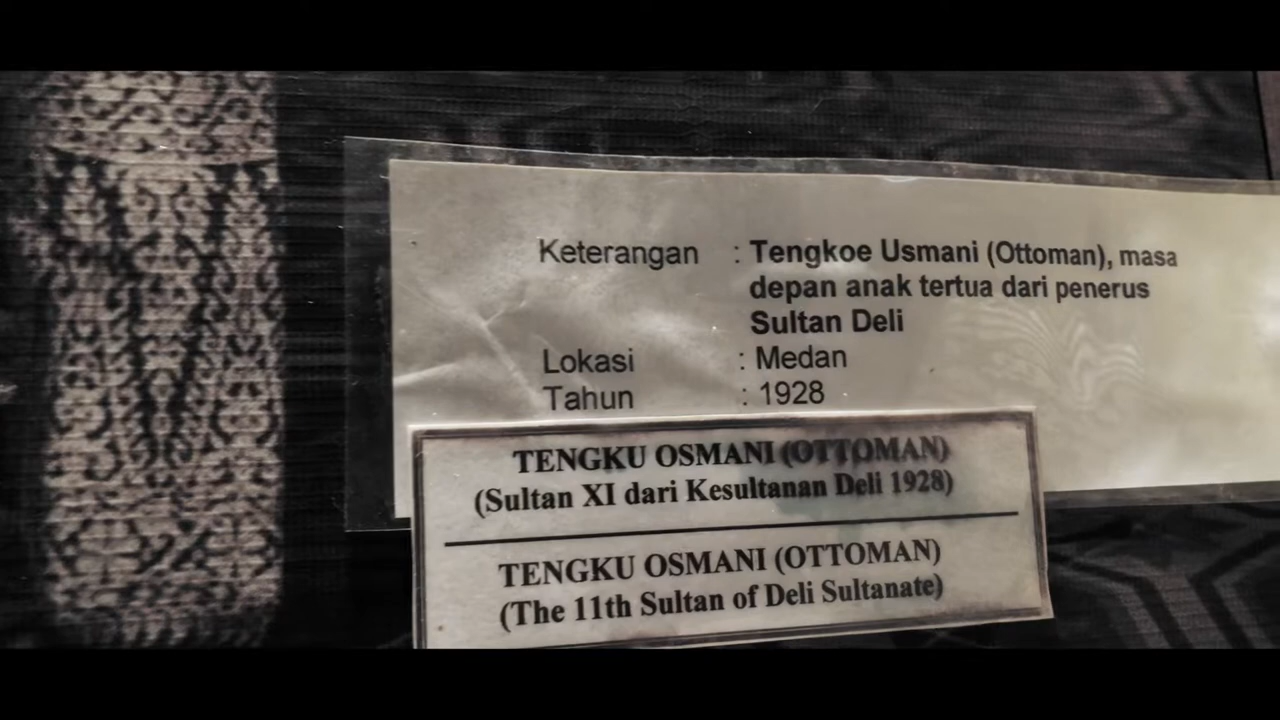 Keterangan : Tengkoe Usmani (Ottoman), masa
depan anak tertua dari penerus
Sultan Deli
Lokasi : Medan
Tahun : 1928
TENGKU OSMANI (OTTOMAN)
(Sultan XI dari Kesultanan Deli 1928)
TENGKU OSMANI (OTTOMAN)
(The 11th Sultan of Deli Sultanate)